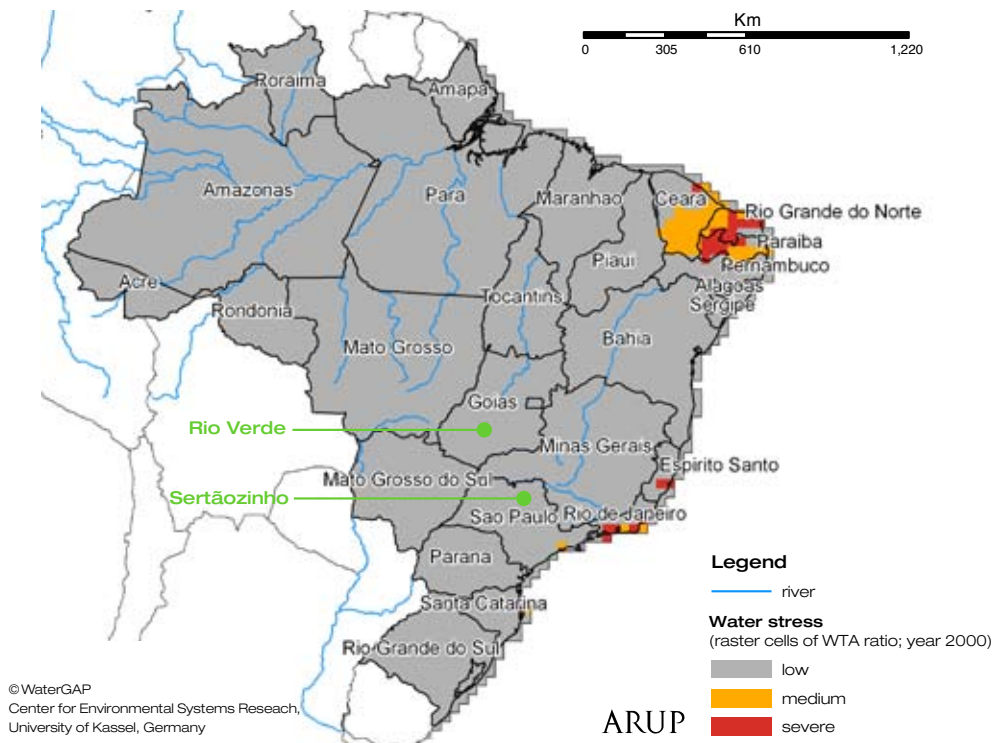 Km
0 305 610 1,220
Roraima
Amapa
Amazonas
Para
Maranhao
Ceará
Rio Grande do Norte
Paraiba
Piaui
Pernambuco
Acre
Alagoas
Rondonia
Tocantins
Sergipe
Bahia
Mato Grosso
Goias
Rio Verde
Minas Gerais
Espirito Santo
Mato Grosso do Sul
Sertãozinho
Sao Paulo
Rio de Janeiro
Parana
Santa Catarina
Rio Grande do Sul
Legend
river
Water stress
(raster cells of WTA ratio; year 2000)
low
medium
severe
© WaterGAP
Center for Environmental Systems Reseach,
University of Kassel, Germany
ARUP